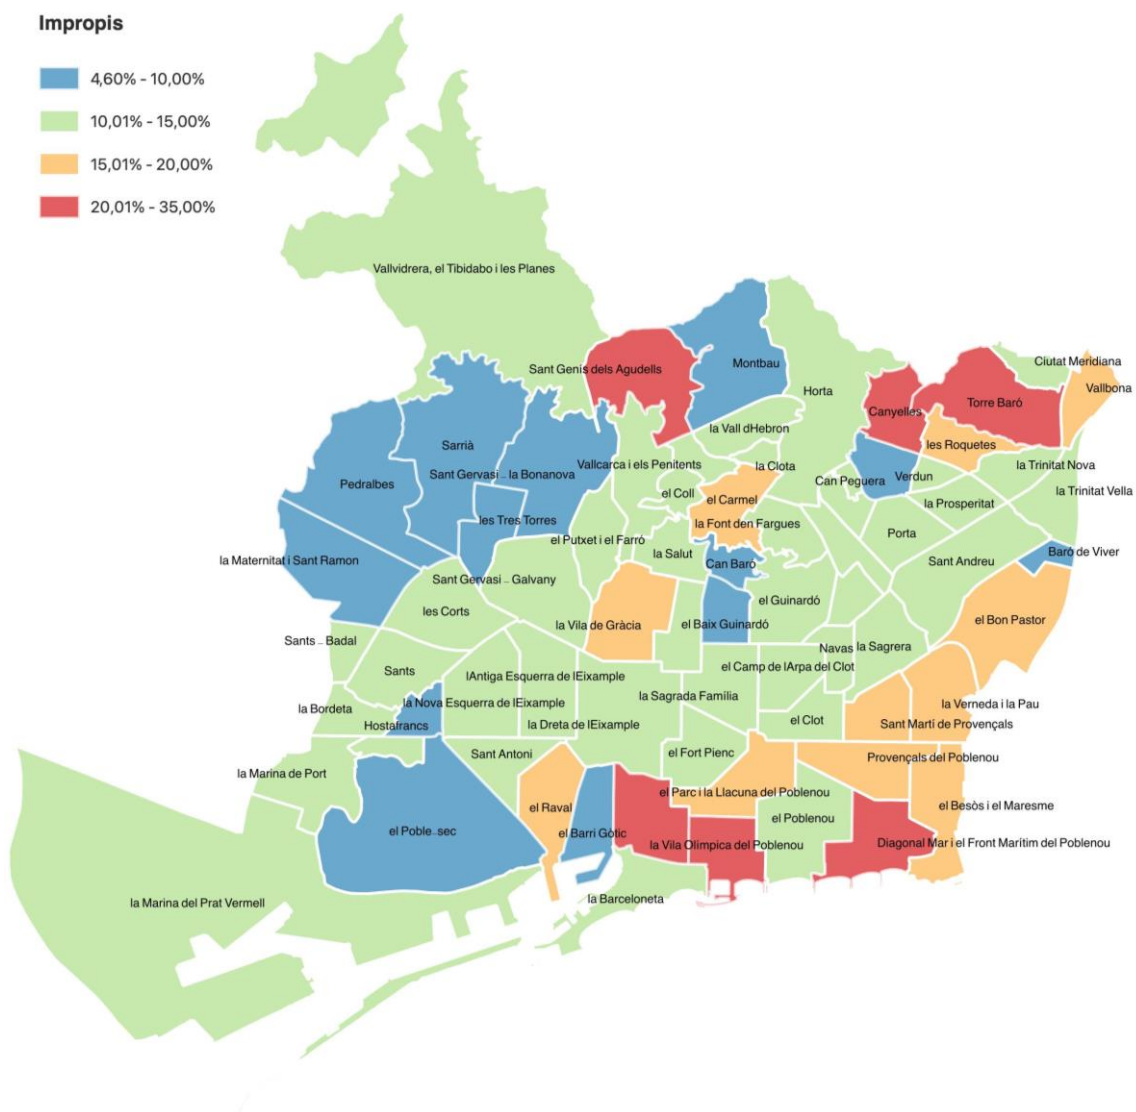 Impropis
4,60% - 10,00%
10,01% - 15,00%
15,01% - 20,00%
20,01% - 35,00%
Vallvidrera, el Tibidabo i les Planes
Sant Genís dels Agudells
Montbau
Ciutat Meridiana
Horta
Vallbona
Torre Baró
Canyelles
la Vall dHebron
Sarrià
les Roquetes
Vallcarca i els Penitents
la Clota
la Trinitat Nova
Sant Gervasi - la Bonanova
Verdun
Can Peguera
Pedralbes
el Coll
el Carmel
la Trinitat Vella
la Prosperitat
les Tres Torres
la Font den Fargues
Porta
el Putxet i el Farró
la Salut
Baró de Viver
la Maternitat i Sant Ramon
Can Baró
Sant Andreu
Sant Gervasi - Galvany
el Guinardó
les Corts
el Bon Pastor
la Vila de Gràcia
el Baix Guinardó
Sants - Badal
Navas
la Sagrera
el Camp de lArpa del Clot
Sants
lAntiga Esquerra de lEixample
la Sagrada Família
la Nova Esquerra de lEixample
la Verneda i la Pau
la Bordeta
el Clot
Hostafrancs
la Dreta de lEixample
Sant Martí de Provençals
Sant Antoni
el Fort Pienc
Provençals del Poblenou
la Marina de Port
el Parc i la Llacuna del Poblenou
el Raval
el Besòs i el Maresme
el Poblenou
el Poble-sec
el Barri Gòtic
la Vila Olímpica del Poblenou
Diagonal Mar i el Front Marítim del Poblenou
la Barceloneta
la Marina del Prat Vermell